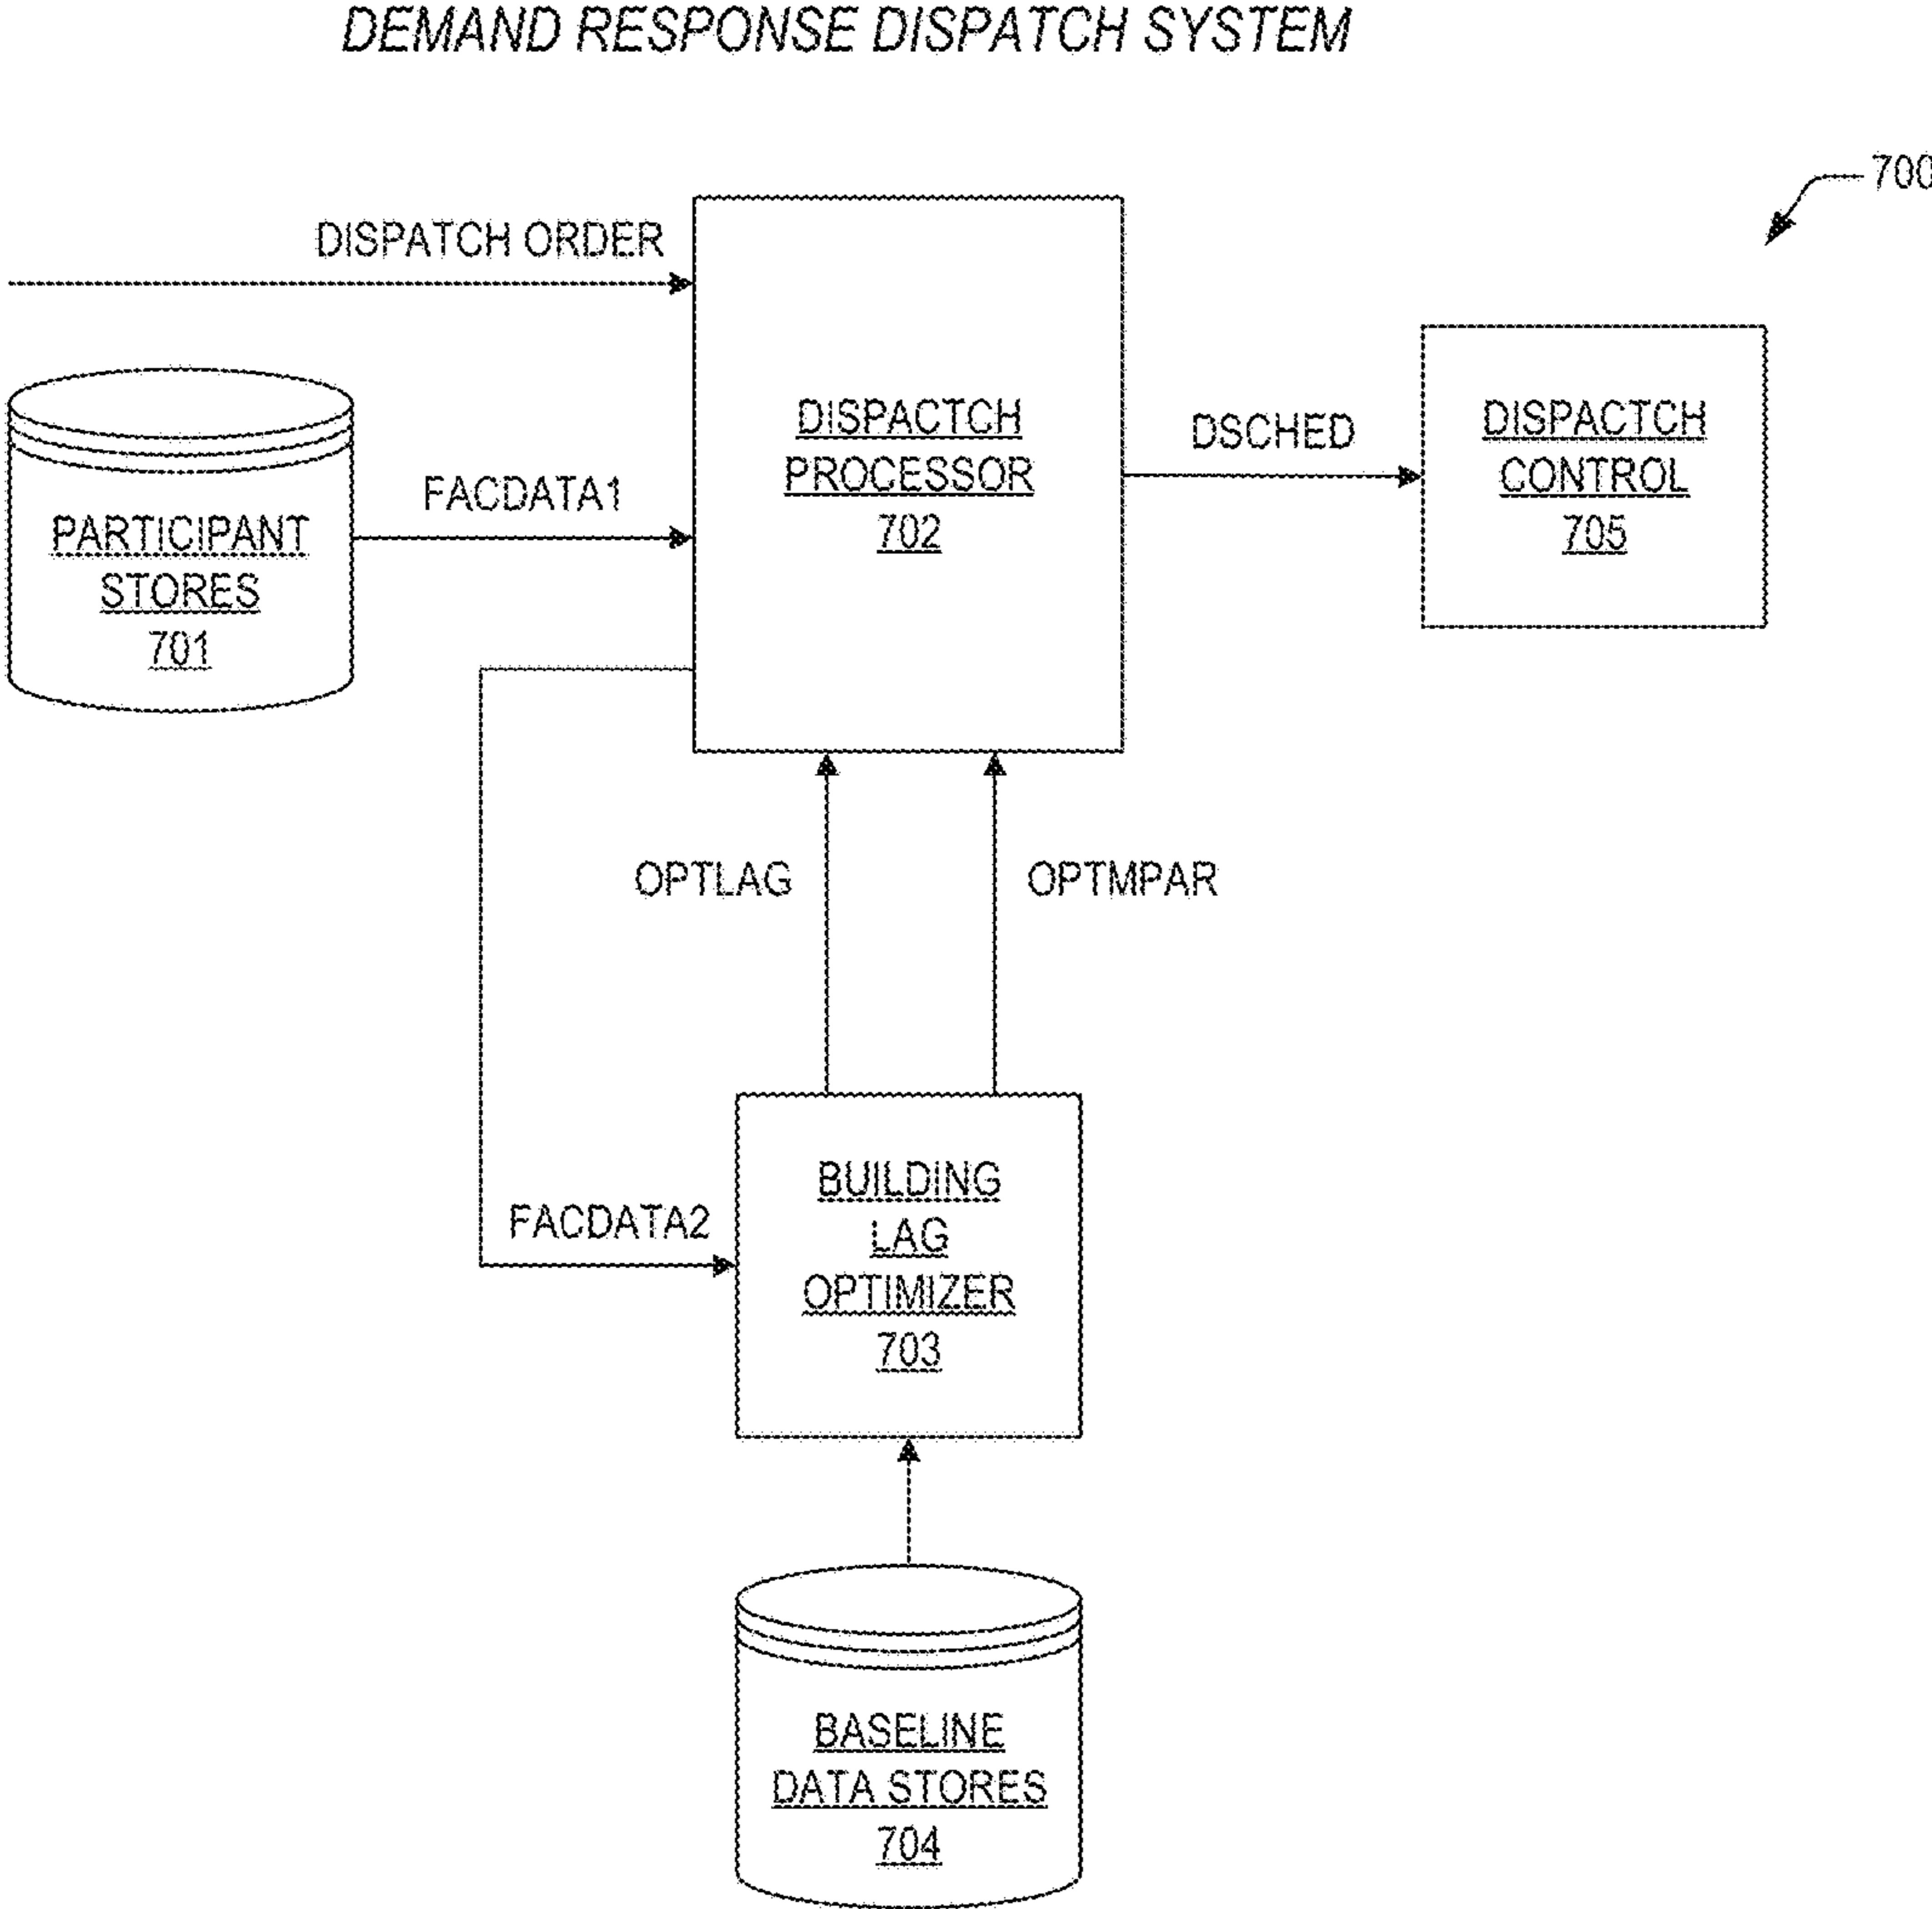 DEMAND RESPONSE DISPATCH SYSTEM
700
DISPATCH ORDER
DISPACTCH
PROCESSOR
702
DSCHED
DISPACTCH
CONTROL
705
FACDATA1
PARTICIPANT
STORES
701
OPTLAG
OPTMPAR
FACDATA2
BUILDING
LAG
OPTIMIZER
703
BASELINE
DATA STORES
704